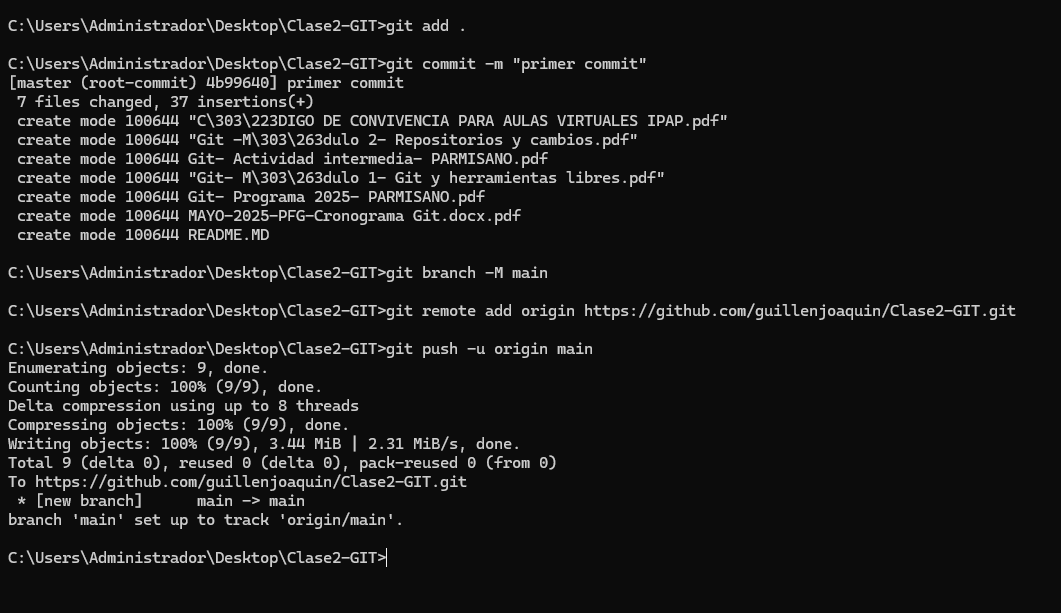 C:\Users\Administrador\Desktop\Clase2-GIT>git add .
C:\Users\Administrador\Desktop\Clase2-GIT>git commit -m "primer commit"
[master (root-commit) 4b99640] primer commit
 7 files changed, 37 insertions(+)
 create mode 100644 "C\303\223DIGO DE CONVIVENCIA PARA AULAS VIRTUALES IPAP.pdf"
 create mode 100644 "Git -M\303\263dulo 2- Repositorios y cambios.pdf"
 create mode 100644 Git- Actividad intermedia- PARMISANO.pdf
 create mode 100644 "Git- M\303\263dulo 1- Git y herramientas libres.pdf"
 create mode 100644 Git- Programa 2025- PARMISANO.pdf
 create mode 100644 MAYO-2025-PFG-Cronograma Git.docx.pdf
 create mode 100644 README.MD
C:\Users\Administrador\Desktop\Clase2-GIT>git branch -M main
C:\Users\Administrador\Desktop\Clase2-GIT>git remote add origin https://github.com/guillenjoaquin/Clase2-GIT.git
C:\Users\Administrador\Desktop\Clase2-GIT>git push -u origin main
Enumerating objects: 9, done.
Counting objects: 100% (9/9), done.
Delta compression using up to 8 threads
Compressing objects: 100% (9/9), done.
Writing objects: 100% (9/9), 3.44 MiB | 2.31 MiB/s, done.
Total 9 (delta 0), reused 0 (delta 0), pack-reused 0 (from 0)
To https://github.com/guillenjoaquin/Clase2-GIT.git
 * [new branch]      main -> main
branch 'main' set up to track 'origin/main'.
C:\Users\Administrador\Desktop\Clase2-GIT>